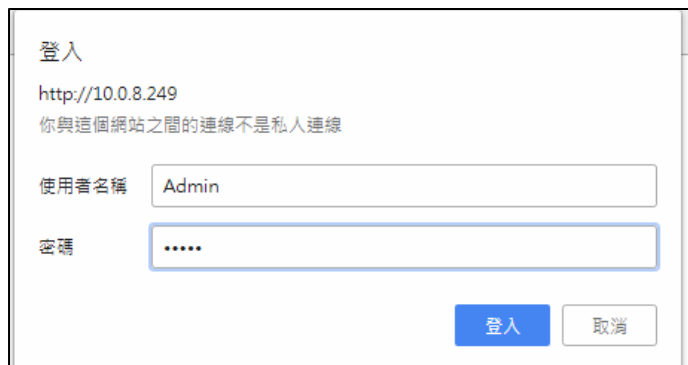 登入
http://10.0.8.249
你與這個網站之間的連線不是私人連線
使用者名稱 Admin
密碼 •••••
登入 取消